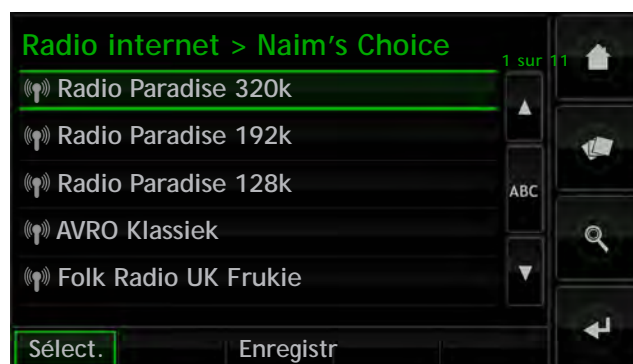 Radio internet > Naim's Choice
1 sur 11
Radio Paradise 320k
Radio Paradise 192k
Radio Paradise 128k
ABC
AVRO Klassiek
Folk Radio UK Frukie
Sélect. Enregistr